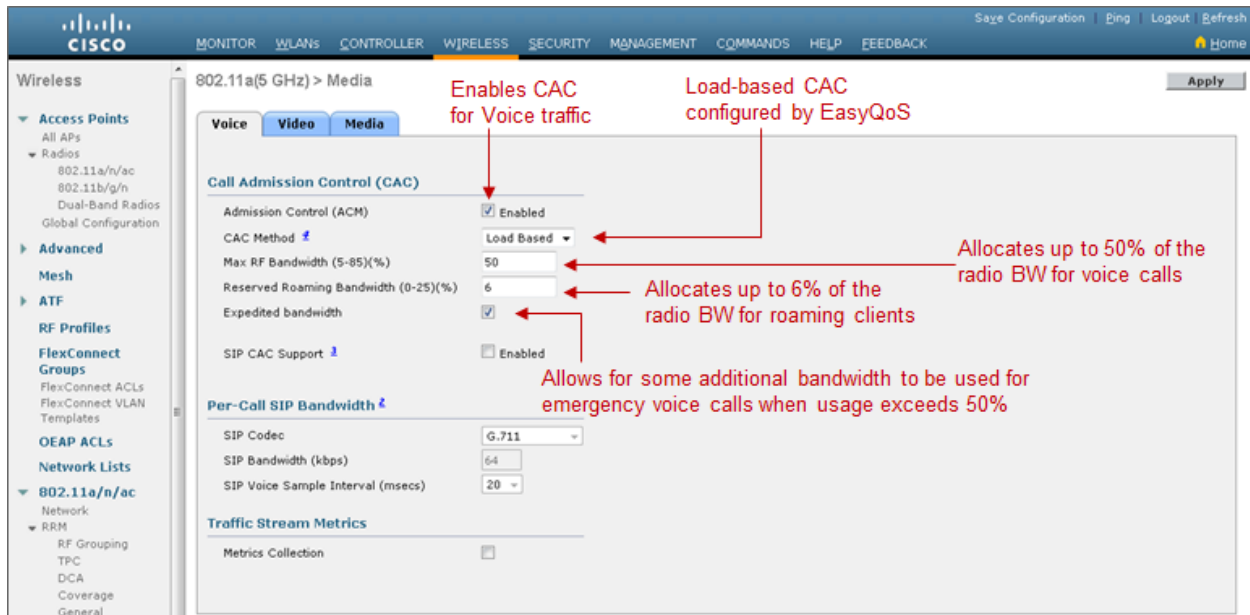 Save Configuration | Ping | Logout | Refresh
CISCO
MONITOR WLANs CONTROLLER WIRELESS SECURITY MANAGEMENT COMMANDS HELP FEEDBACK
Home
Wireless
Access Points
All APs
Radios
802.11a/n/ac
802.11b/g/n
Dual-Band Radios
Global Configuration
Advanced
Mesh
ATF
RF Profiles
FlexConnect
Groups
FlexConnect ACLs
FlexConnect VLAN
Templates
OEAP ACLs
Network Lists
802.11a/n/ac
Network
RRM
RF Grouping
TPC
DCA
Coverage
General
802.11a(5 GHz) > Media
Apply
Enables CAC
for Voice traffic
Load-based CAC
configured by EasyQoS
Voice Video Media
Call Admission Control (CAC)
Admission Control (ACM) Enabled
CAC Method 4 Load Based
Max RF Bandwidth (5-85)(%) 50
Allocates up to 50% of the
radio BW for voice calls
Reserved Roaming Bandwidth (0-25)(%) 6
Allocates up to 6% of the
radio BW for roaming clients
Expedited bandwidth
SIP CAC Support 3 Enabled
Allows for some additional bandwidth to be used for
emergency voice calls when usage exceeds 50%
Per-Call SIP Bandwidth 2
SIP Codec G.711
SIP Bandwidth (kbps) 64
SIP Voice Sample Interval (msecs) 20
Traffic Stream Metrics
Metrics Collection